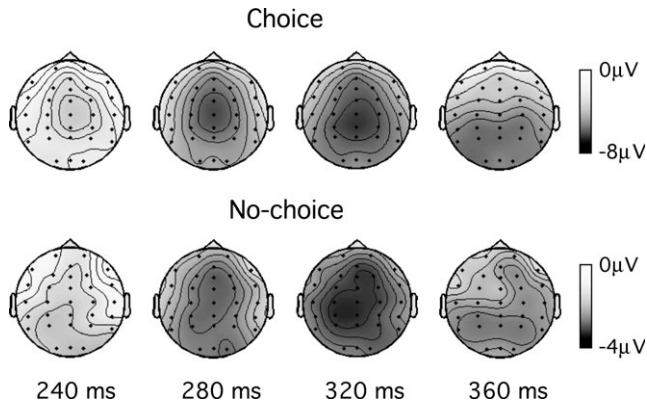 Choice
0μV
-8μV
No-choice
0μV
-4μV
240 ms 280 ms 320 ms 360 ms